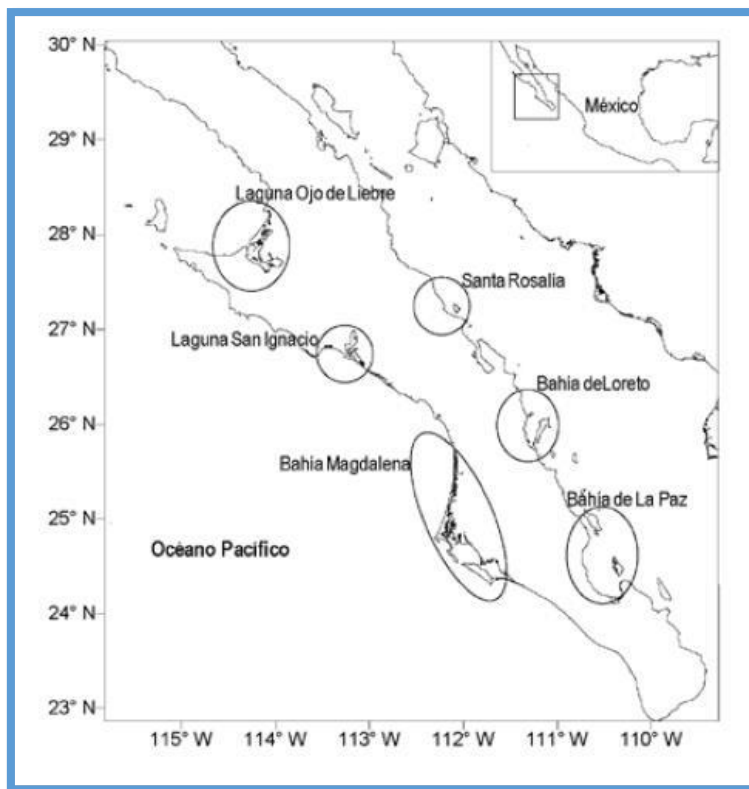 30° N
México
29° N
Laguna Ojo de Liebre
28° N
Santa Rosalia
27° N
Laguna San Ignacio
Bahia deLoreto
26° N
Bahia Magdalena
Báhia de La Paz
25° N
Océano Pacífico
24° N
23° N
115° W 114° W 113° W 112° W 111° W 110° W